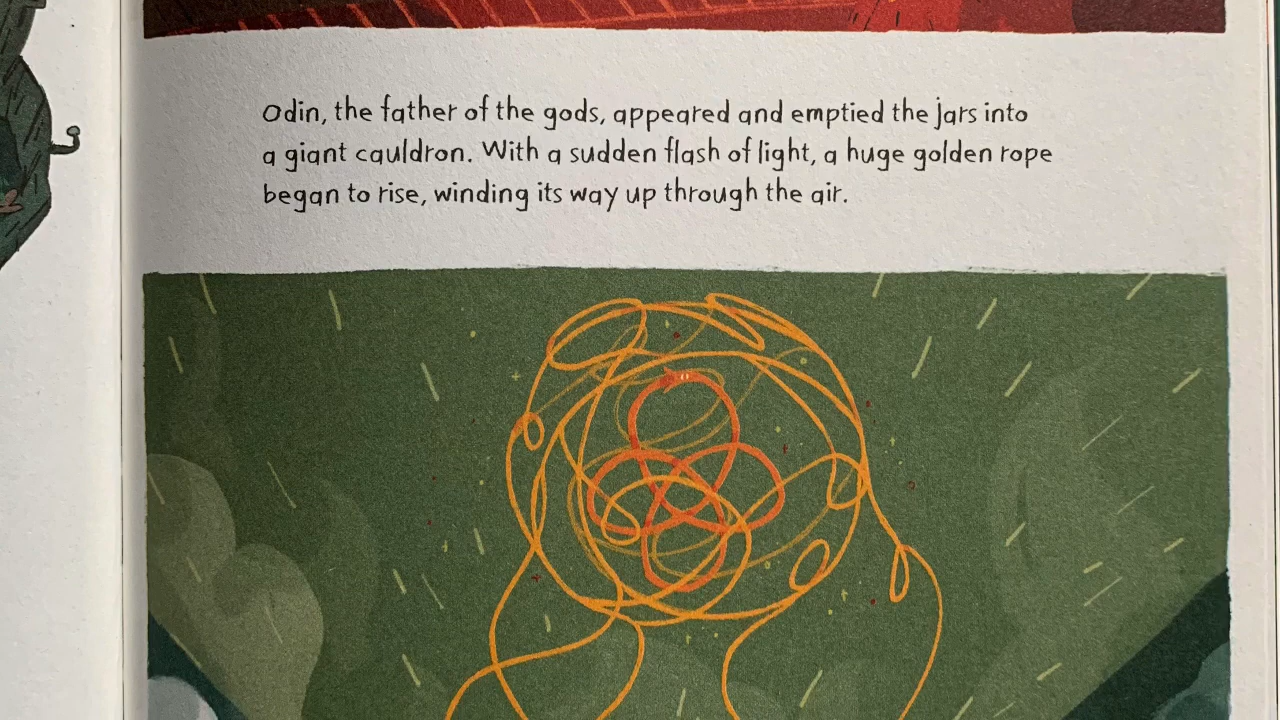 Odin, the father of the gods, appeared and emptied the jars into
a giant cauldron. With a sudden flash of light, a huge golden rope
began to rise, winding its way up through the air.